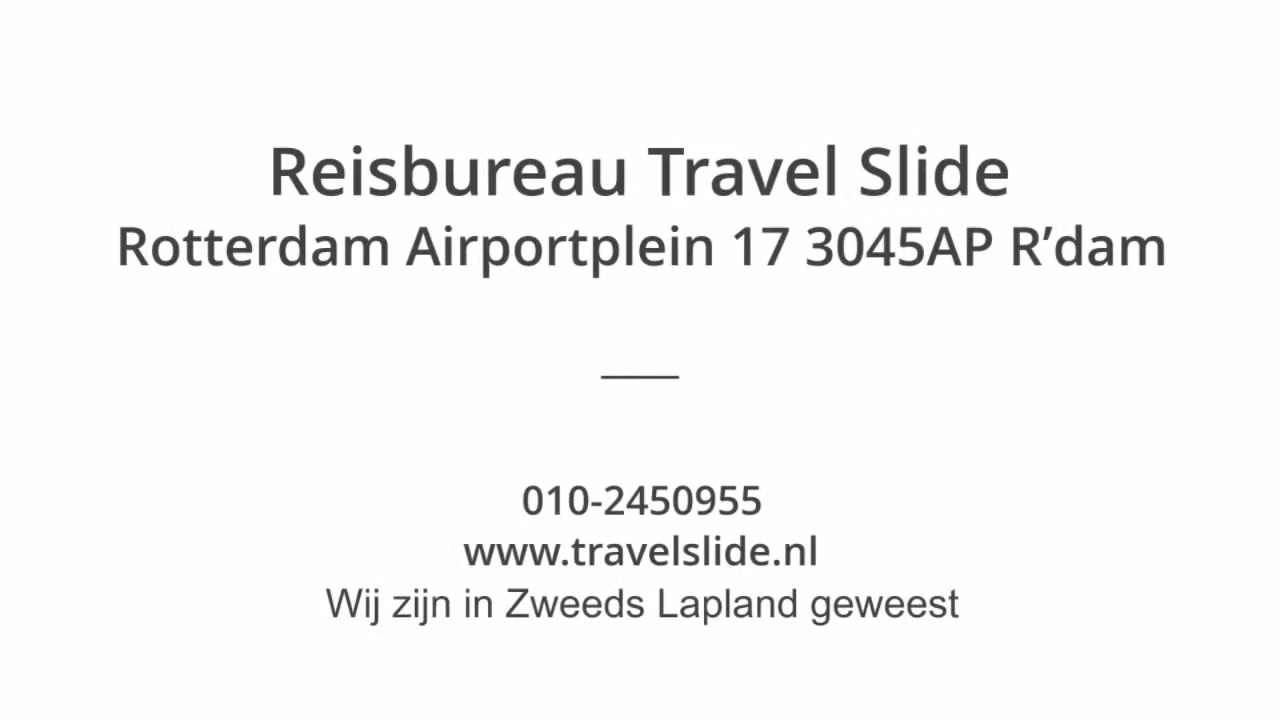 Reisbureau Travel Slide
Rotterdam Airportplein 17 3045AP R’dam
010-2450955
www.travelslide.nl
Wij zijn in Zweeds Lapland geweest